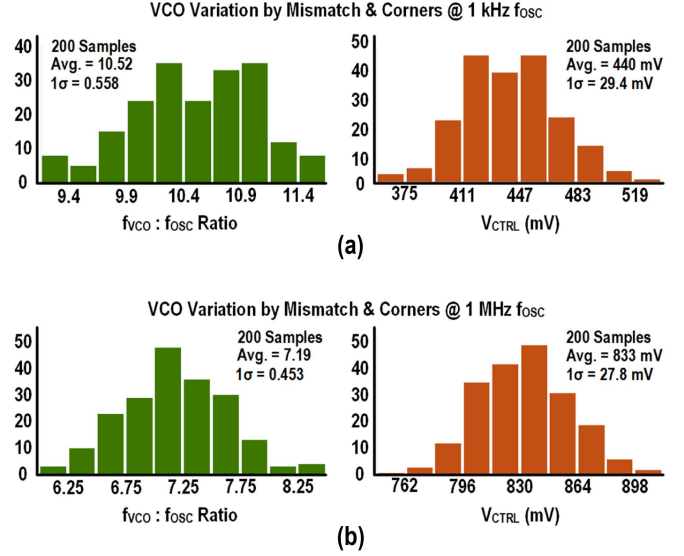 VCO Variation by Mismatch & Corners @ 1 kHz fOSC
200 Samples
Avg. = 10.52
1σ = 0.558
40
30
20
10
0
9.4 9.9 10.4 10.9 11.4
fVCO : fOSC Ratio
200 Samples
Avg. = 440 mV
1σ = 29.4 mV
50
40
30
20
10
0
375 411 447 483 519
VCTRL (mV)
(a)
VCO Variation by Mismatch & Corners @ 1 MHz fOSC
200 Samples
Avg. = 7.19
1σ = 0.453
50
40
30
20
10
0
6.25 6.75 7.25 7.75 8.25
fVCO : fOSC Ratio
200 Samples
Avg. = 833 mV
1σ = 27.8 mV
50
40
30
20
10
0
762 796 830 864 898
VCTRL (mV)
(b)